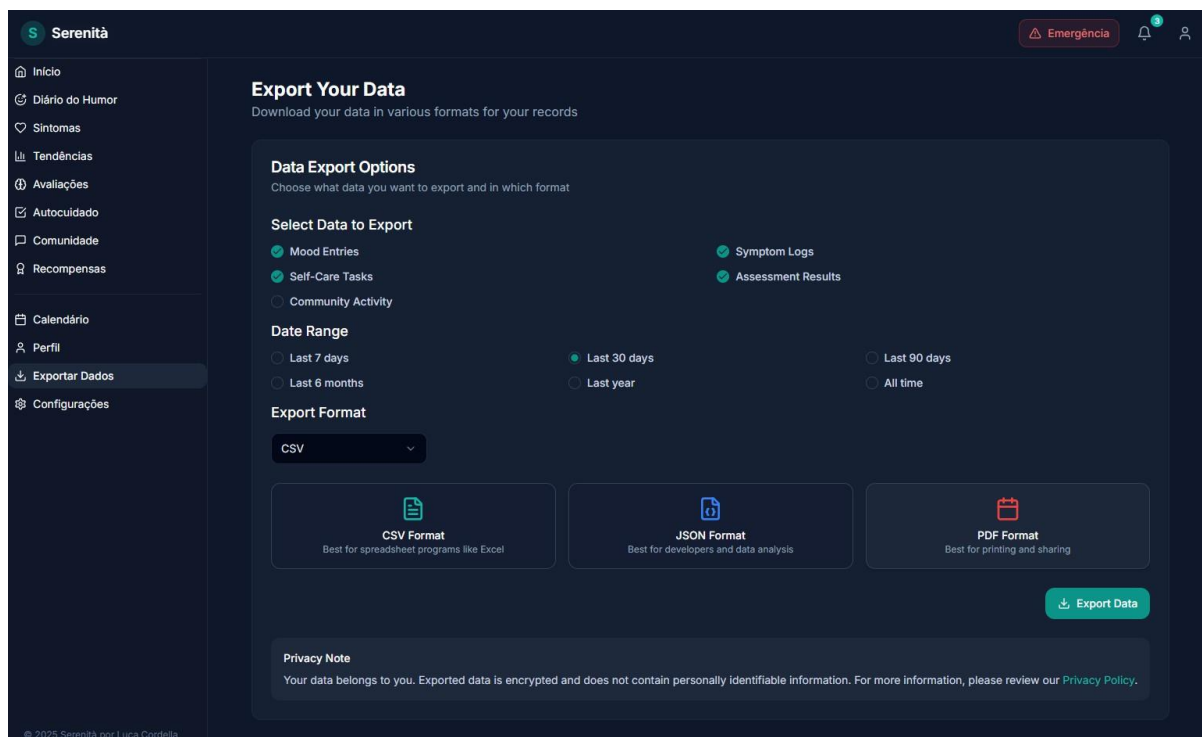 S Serenità
Emergência
3
Início
Diário do Humor
Sintomas
Tendências
Avaliações
Autocuidado
Comunidade
Recompensas
Calendário
Perfil
Exportar Dados
Configurações
© 2025 Serenità por Luca Cordella
Export Your Data
Download your data in various formats for your records
Data Export Options
Choose what data you want to export and in which format
Select Data to Export
Mood Entries
Symptom Logs
Self-Care Tasks
Assessment Results
Community Activity
Date Range
Last 7 days
Last 30 days
Last 90 days
Last 6 months
Last year
All time
Export Format
CSV
CSV Format
Best for spreadsheet programs like Excel
JSON Format
Best for developers and data analysis
PDF Format
Best for printing and sharing
Export Data
Privacy Note
Your data belongs to you. Exported data is encrypted and does not contain personally identifiable information. For more information, please review our Privacy Policy.